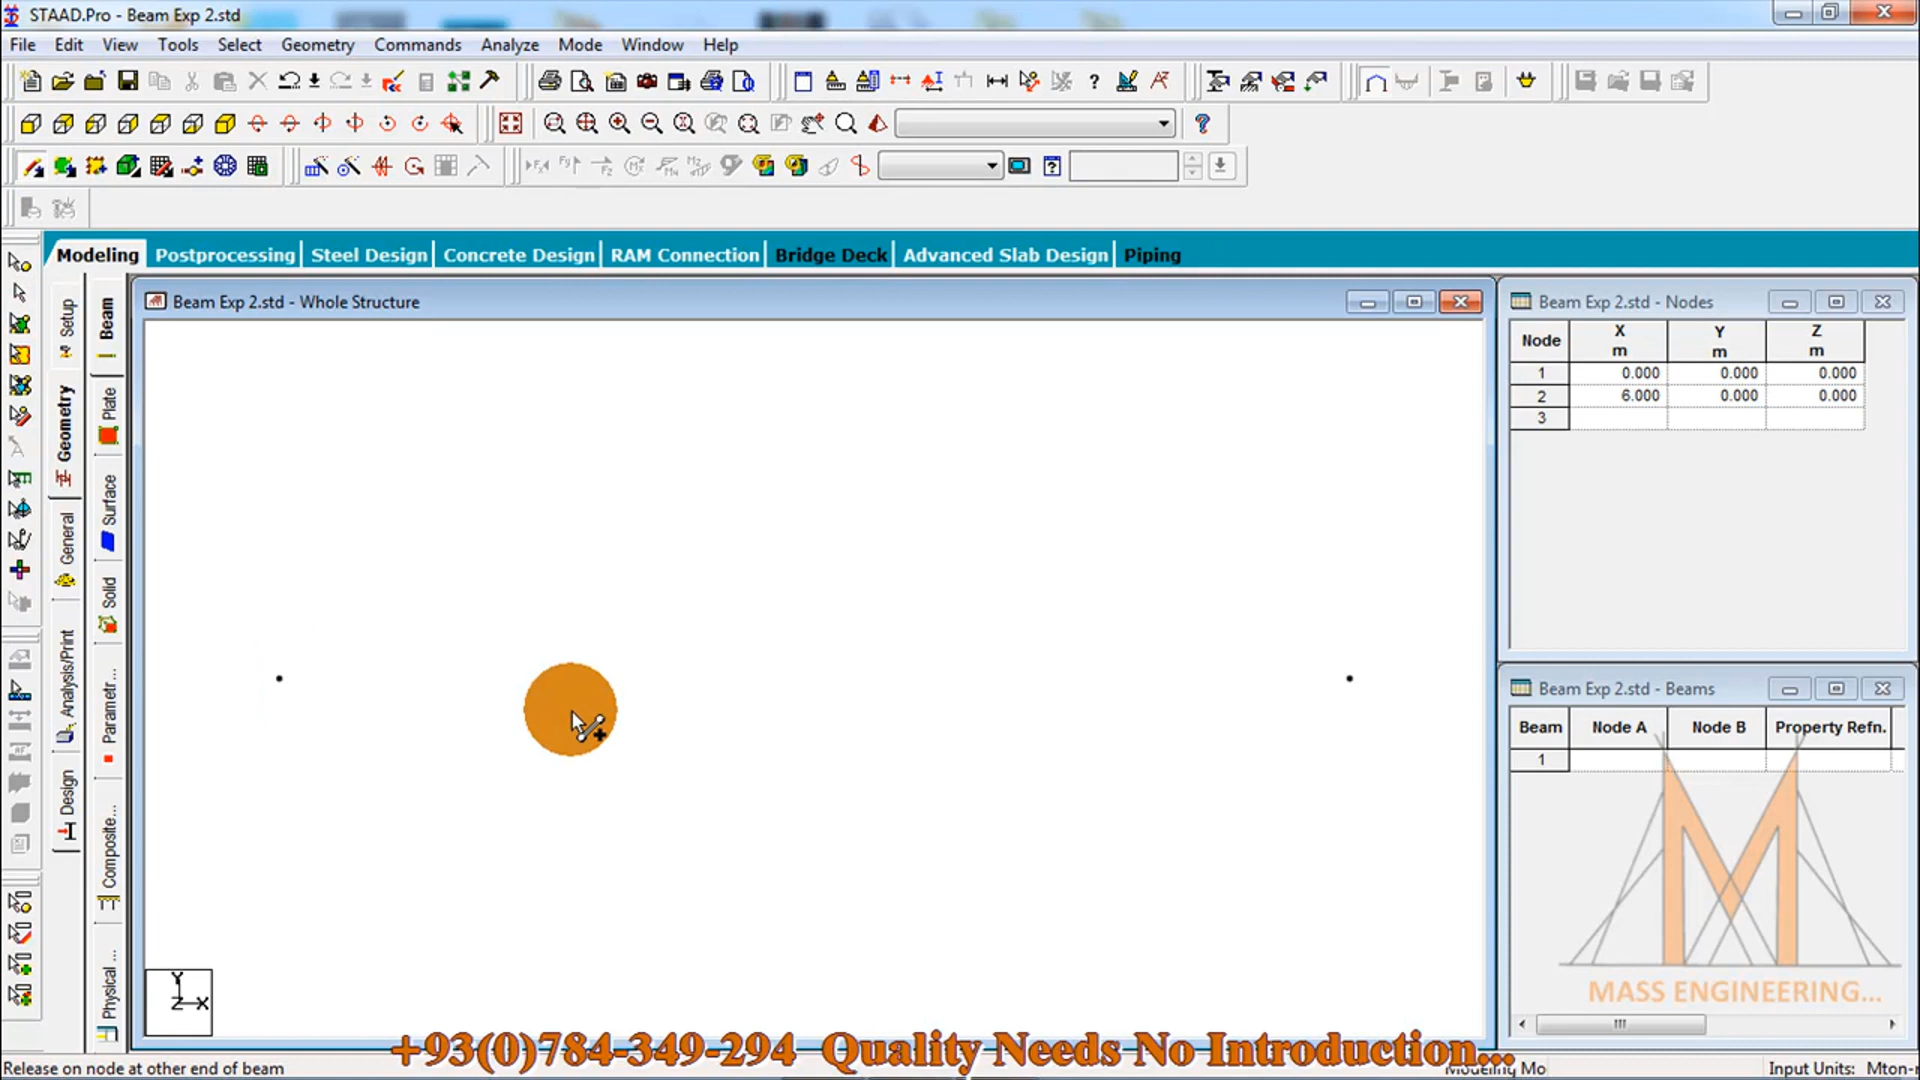 STAAD.Pro - Beam Exp 2.std
File Edit View Tools Select Geometry Commands Analyze Mode Window Help
Modeling Postprocessing Steel Design Concrete Design RAM Connection Bridge Deck Advanced Slab Design Piping
Setup
Geometry
General
Analysis/Print
Design
Beam
Plate
Surface
Solid
Parametr...
Composite...
Physical ...
Beam Exp 2.std - Whole Structure
Y
Z X
Beam Exp 2.std - Nodes
Node X m Y m Z m
1 0.000 0.000 0.000
2 6.000 0.000 0.000
3
Beam Exp 2.std - Beams
Beam Node A Node B Property Refn.
1
MASS ENGINEERING...
+93(0)784-349-294 Quality Needs No Introduction...
Release on node at other end of beam
Modeling Mo
Input Units: